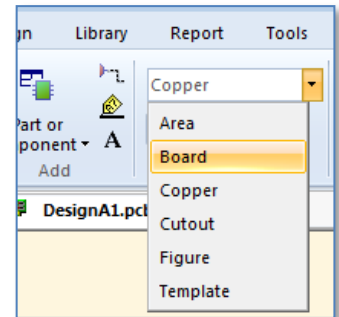 gn Library Report Tools
Copper
Part or
ponent A
Add
Area
Board
Copper
Cutout
Figure
Template
DesignA1.pcb